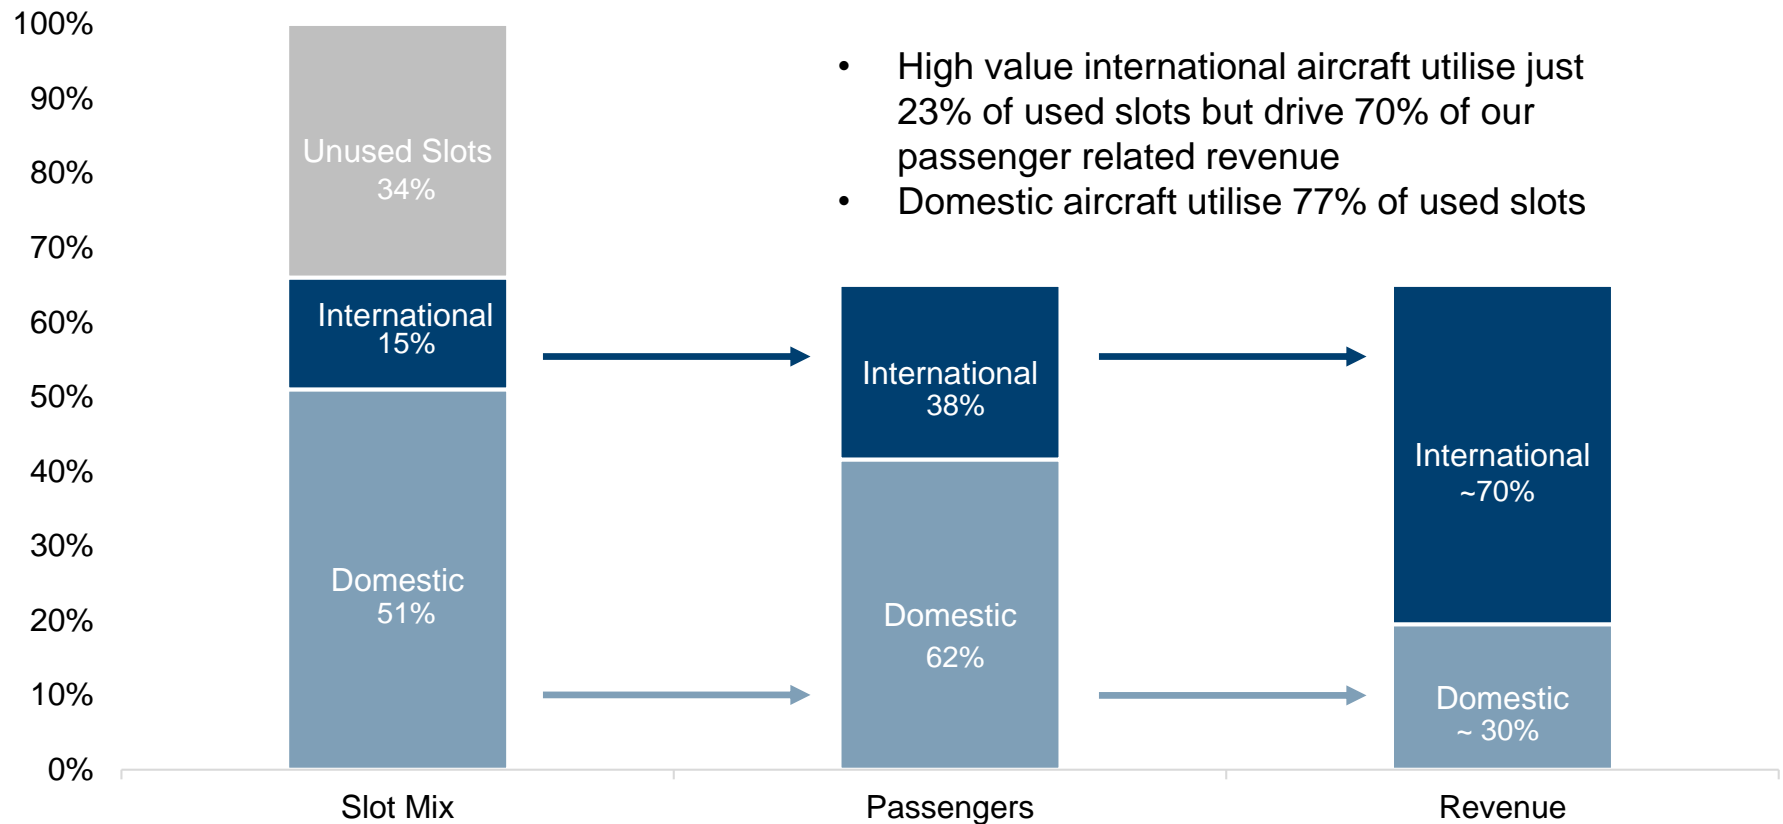 100%
90%
80%
70%
60%
50%
40%
30%
20%
10%
0%
Unused Slots
34%
International
15%
Domestic
51%
• High value international aircraft utilise just
23% of used slots but drive 70% of our
passenger related revenue
• Domestic aircraft utilise 77% of used slots
International
38%
Domestic
62%
International
~70%
Domestic
~ 30%
Slot Mix
Passengers
Revenue